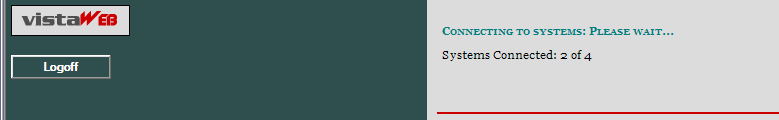 vistaWEB
Logoff
Connecting to systems: Please wait...
Systems Connected: 2 of 4